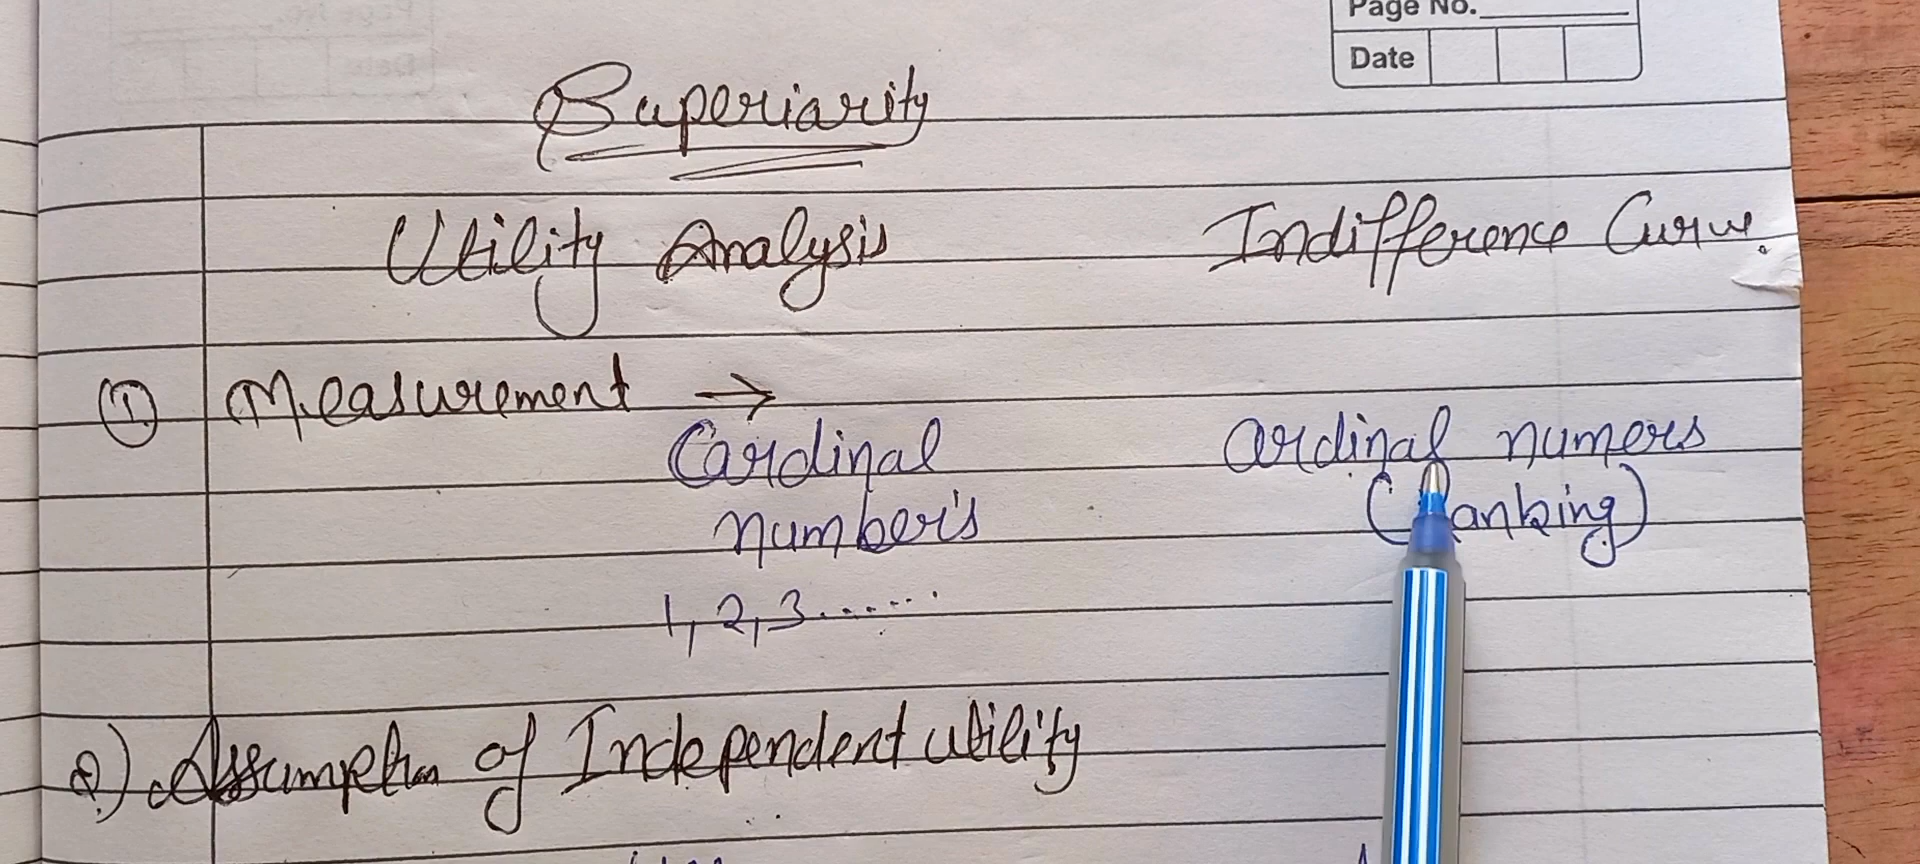 Page No.
Date
Superiarity
Utility Analysis Indifference Curve.
1) Measurement →
Cardinal ordinal numers
number's (Ranking)
1, 2, 3......
2) Assumption of Independent utility